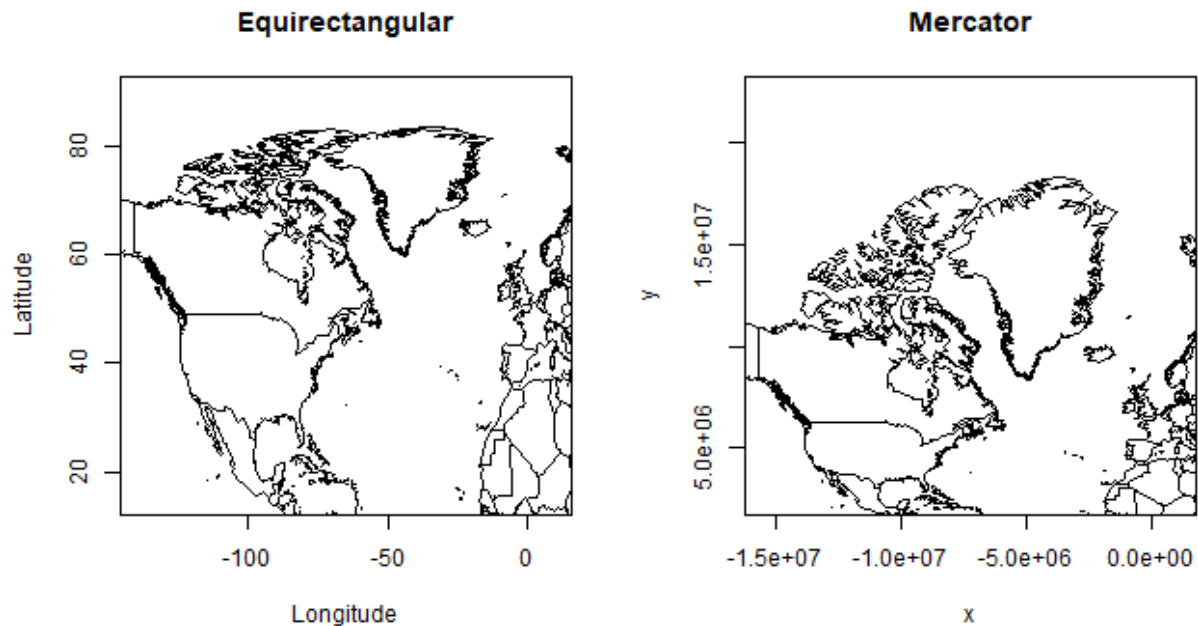 Equirectangular
Latitude
80
60
40
20
-100 -50 0
Longitude
Mercator
y
1.5e+07
5.0e+06
-1.5e+07 -1.0e+07 -5.0e+06 0.0e+00
x